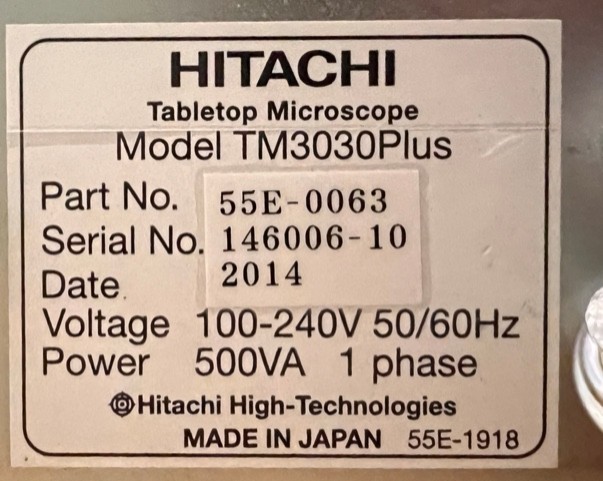 HITACHI
Tabletop Microscope
Model TM3030Plus
Part No. 55E-0063
Serial No. 146006-10
Date. 2014
Voltage 100-240V 50/60Hz
Power 500VA 1 phase
Hitachi High-Technologies
MADE IN JAPAN 55E-1918